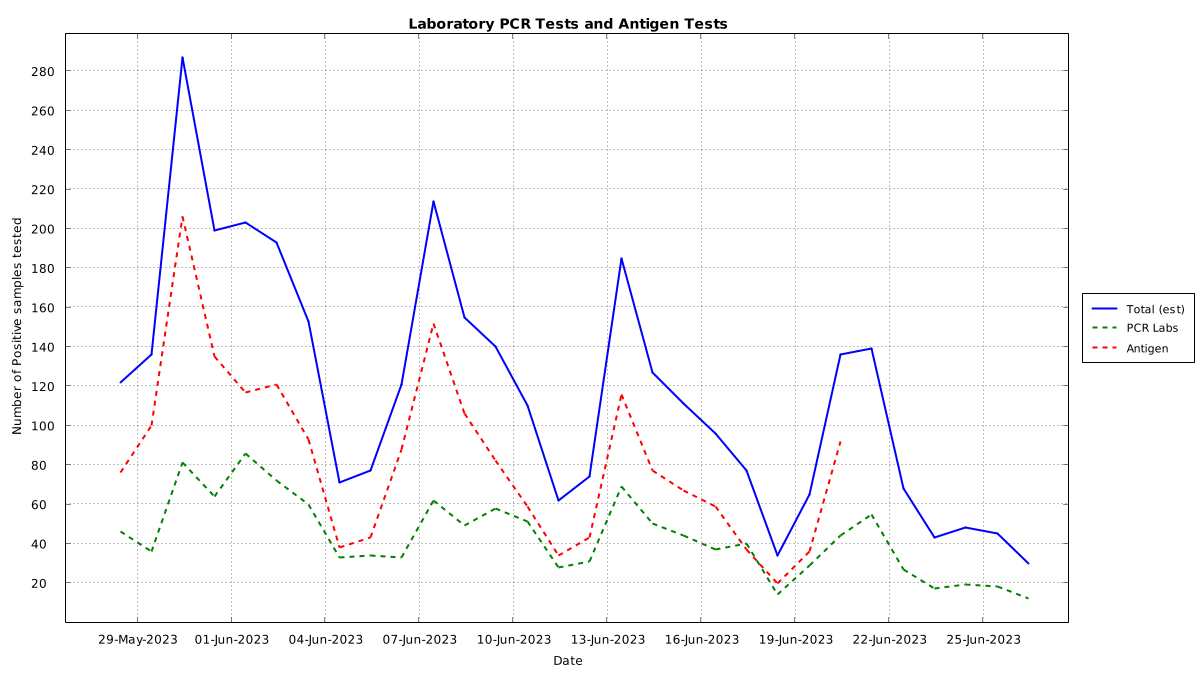 Laboratory PCR Tests and Antigen Tests
Number of Positive samples tested
280
260
240
220
200
180
160
140
120
100
80
60
40
20
29-May-2023 01-Jun-2023 04-Jun-2023 07-Jun-2023 10-Jun-2023 13-Jun-2023 16-Jun-2023 19-Jun-2023 22-Jun-2023 25-Jun-2023
Date
Total (est)
PCR Labs
Antigen